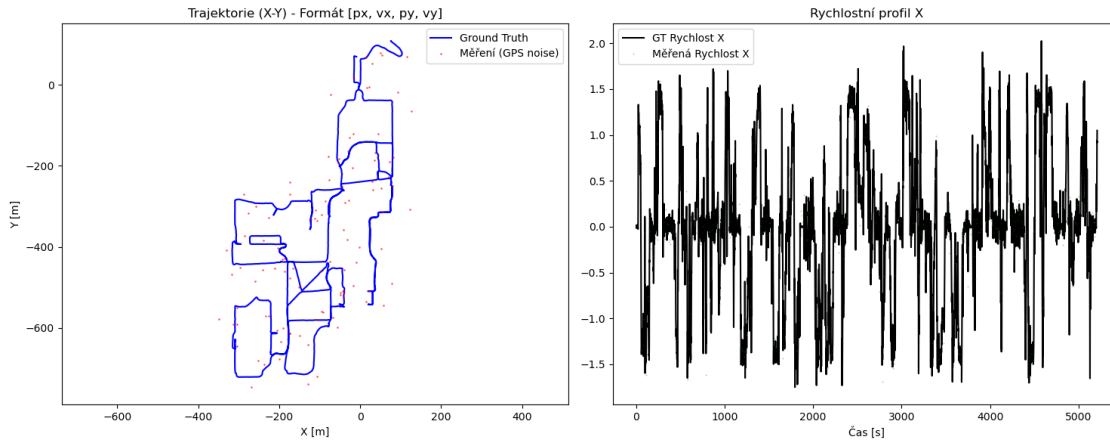 Trajektorie (X-Y) - Formát [px, vx, py, vy]
Ground Truth
Měření (GPS noise)
0
−200
−400
−600
Y [m]
−600
−400
−200
0
200
400
X [m]
Rychlostní profil X
GT Rychlost X
Měřená Rychlost X
2.0
1.5
1.0
0.5
0.0
−0.5
−1.0
−1.5
0
1000
2000
3000
4000
5000
Čas [s]